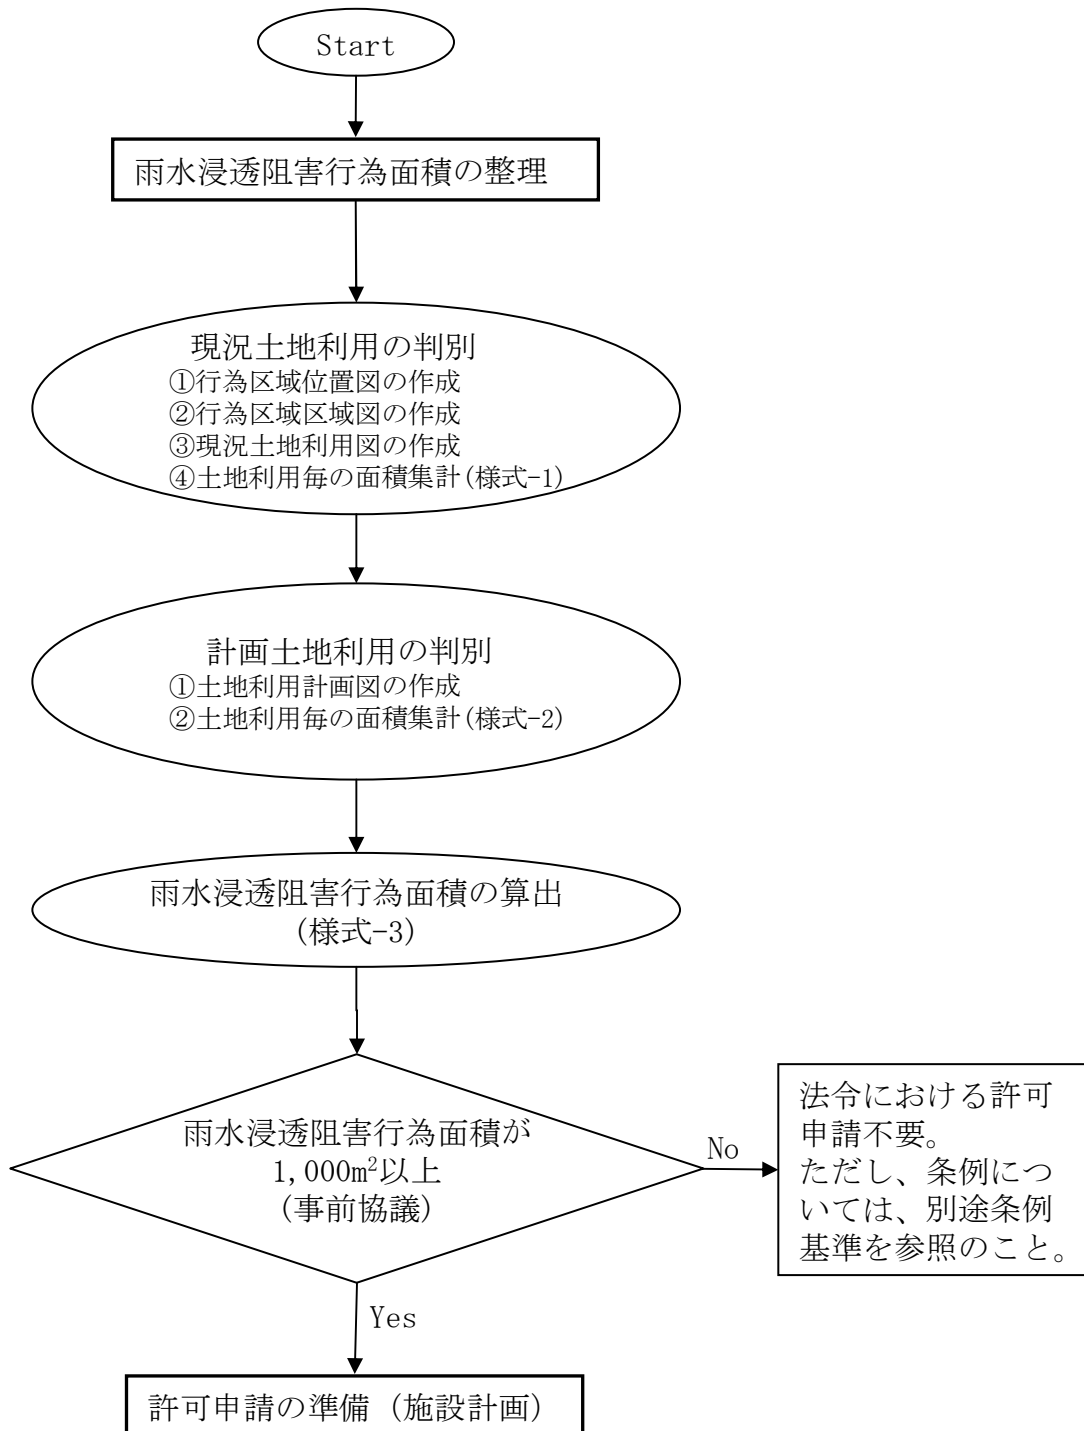 Start
雨水浸透阻害行為面積の整理
現況土地利用の判別
①行為区域位置図の作成
②行為区域区域図の作成
③現況土地利用図の作成
④土地利用毎の面積集計(様式-1)
計画土地利用の判別
①土地利用計画図の作成
②土地利用毎の面積集計(様式-2)
雨水浸透阻害行為面積の算出
(様式-3)
雨水浸透阻害行為面積が
1,000m²以上
(事前協議)
No
法令における許可
申請不要。
ただし、条例につ
いては、別途条例
基準を参照のこと。
Yes
許可申請の準備(施設計画)